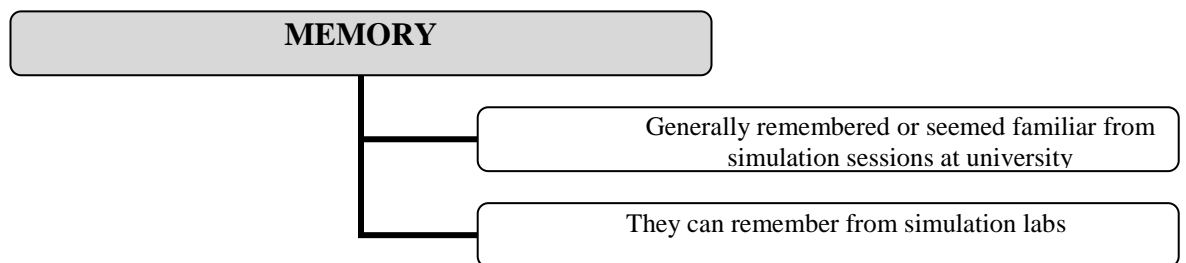 MEMORY
Generally remembered or seemed familiar from
simulation sessions at university
They can remember from simulation labs